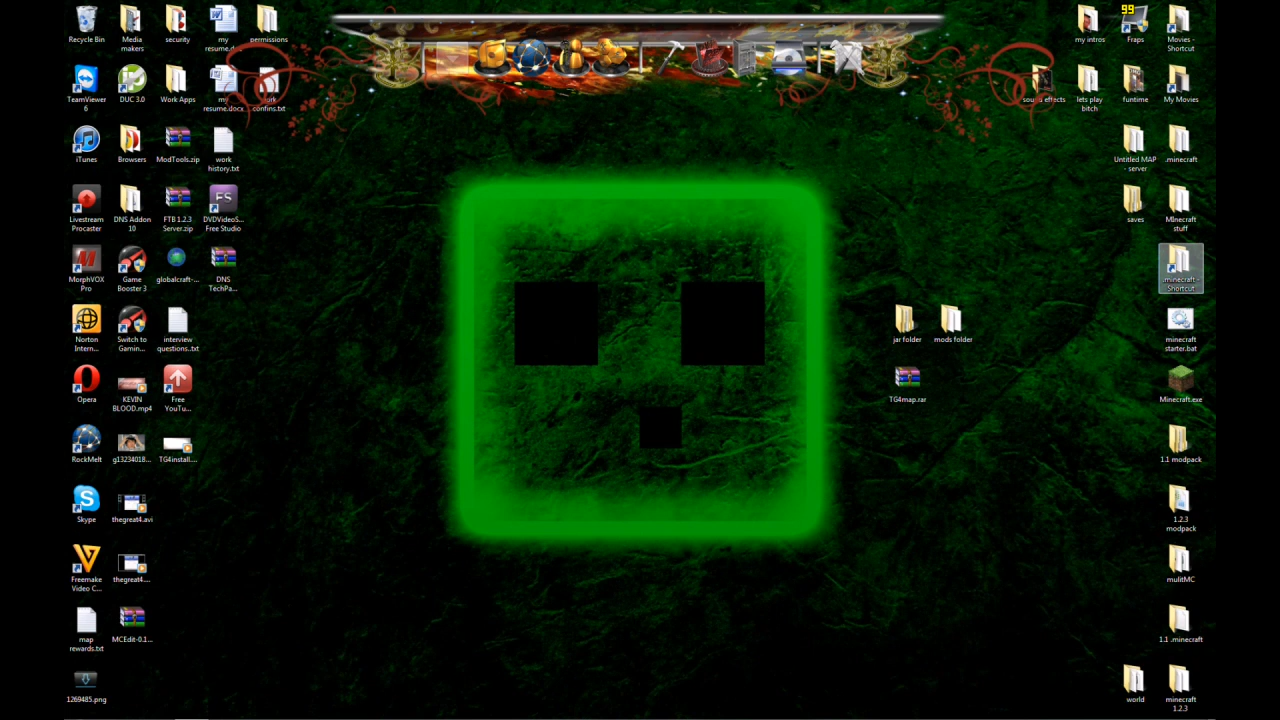 Recycle Bin
Media
makers
security
my
resume.d...
permissions
TeamViewer
6
DUC 3.0
Work Apps
my
resume.docx
confins.txt
iTunes
Browsers
ModTools.zip
work
history.txt
Livestream
Procaster
DNS Addon
10
FTB 1.2.3
Server.zip
FS
DVDVideoS...
Free Studio
MorphVOX
Pro
Game
Booster 3
globalcraft-...
DNS
TechPa...
Norton
Intern...
Switch to
Gamin...
interview
questions..txt
Opera
KEVIN
BLOOD.mp4
Free
YouTu...
RockMelt
g13234018...
TG4install....
Skype
thegreat4.avi
Freemake
Video C...
thegreat4....
map
rewards.txt
MCEdit-0.1...
1269485.png
my intros
99
Fraps
Movies -
Shortcut
sound effects
lets play
bitch
funtime
My Movies
Untitled MAP
- server
.minecraft
saves
MInecraft
stuff
.minecraft -
Shortcut
jar folder
mods folder
minecraft
starter.bat
TG4map.rar
Minecraft.exe
1.1 modpack
1.2.3
modpack
mulitMC
1.1 .minecraft
world
minecraft
1.2.3